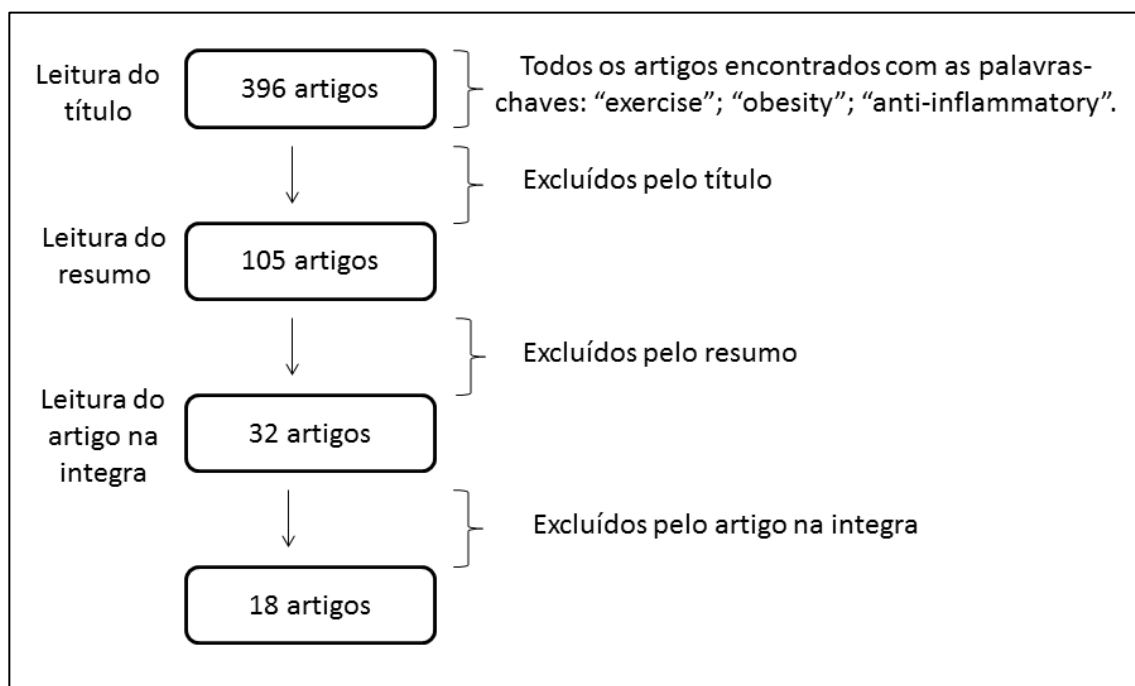 Leitura do
título
396 artigos
Todos os artigos encontrados com as palavras-
chaves: “exercise”; “obesity”; “anti-inflammatory”.
Excluídos pelo título
Leitura do
resumo
105 artigos
Excluídos pelo resumo
Leitura do
artigo na
integra
32 artigos
Excluídos pelo artigo na integra
18 artigos